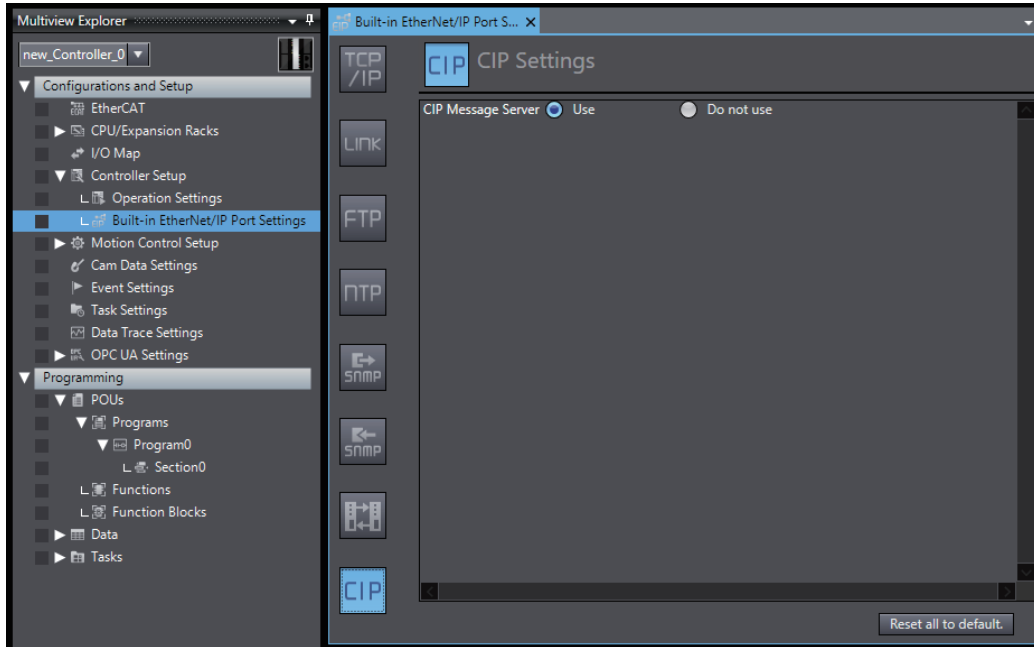 Multiview Explorer
new_Controller_0
Configurations and Setup
EtherCAT
CPU/Expansion Racks
I/O Map
Controller Setup
Operation Settings
Built-in EtherNet/IP Port Settings
Motion Control Setup
Cam Data Settings
Event Settings
Task Settings
Data Trace Settings
OPC UA Settings
Programming
POUs
Programs
Program0
Section0
Functions
Function Blocks
Data
Tasks
Built-in EtherNet/IP Port S...
TCP
/IP
LINK
FTP
NTP
SNMP
SNMP
CIP
CIP CIP Settings
CIP Message Server Use Do not use
Reset all to default.